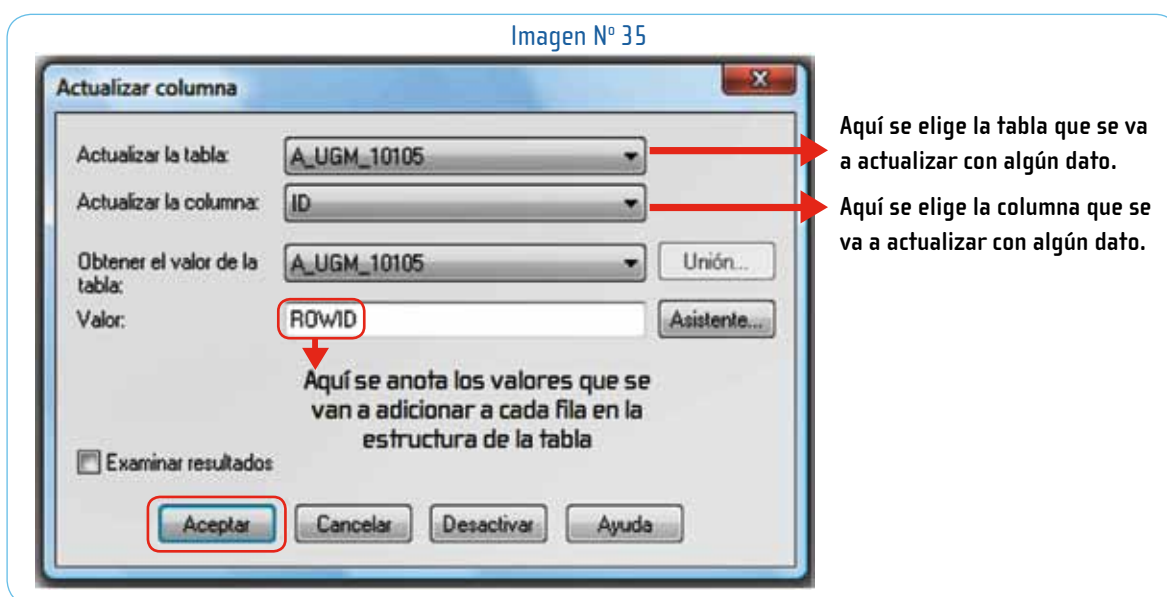 Imagen Nº 35
Actualizar columna
Actualizar la tabla:
A_UGM_10105
Aquí se elige la tabla que se va
a actualizar con algún dato.
Actualizar la columna:
ID
Aquí se elige la columna que se
va a actualizar con algún dato.
Obtener el valor de la
tabla:
A_UGM_10105
Unión...
Valor:
ROWID
Asistente...
Aquí se anota los valores que se
van a adicionar a cada fila en la
estructura de la tabla
Examinar resultados
Aceptar
Cancelar
Desactivar
Ayuda